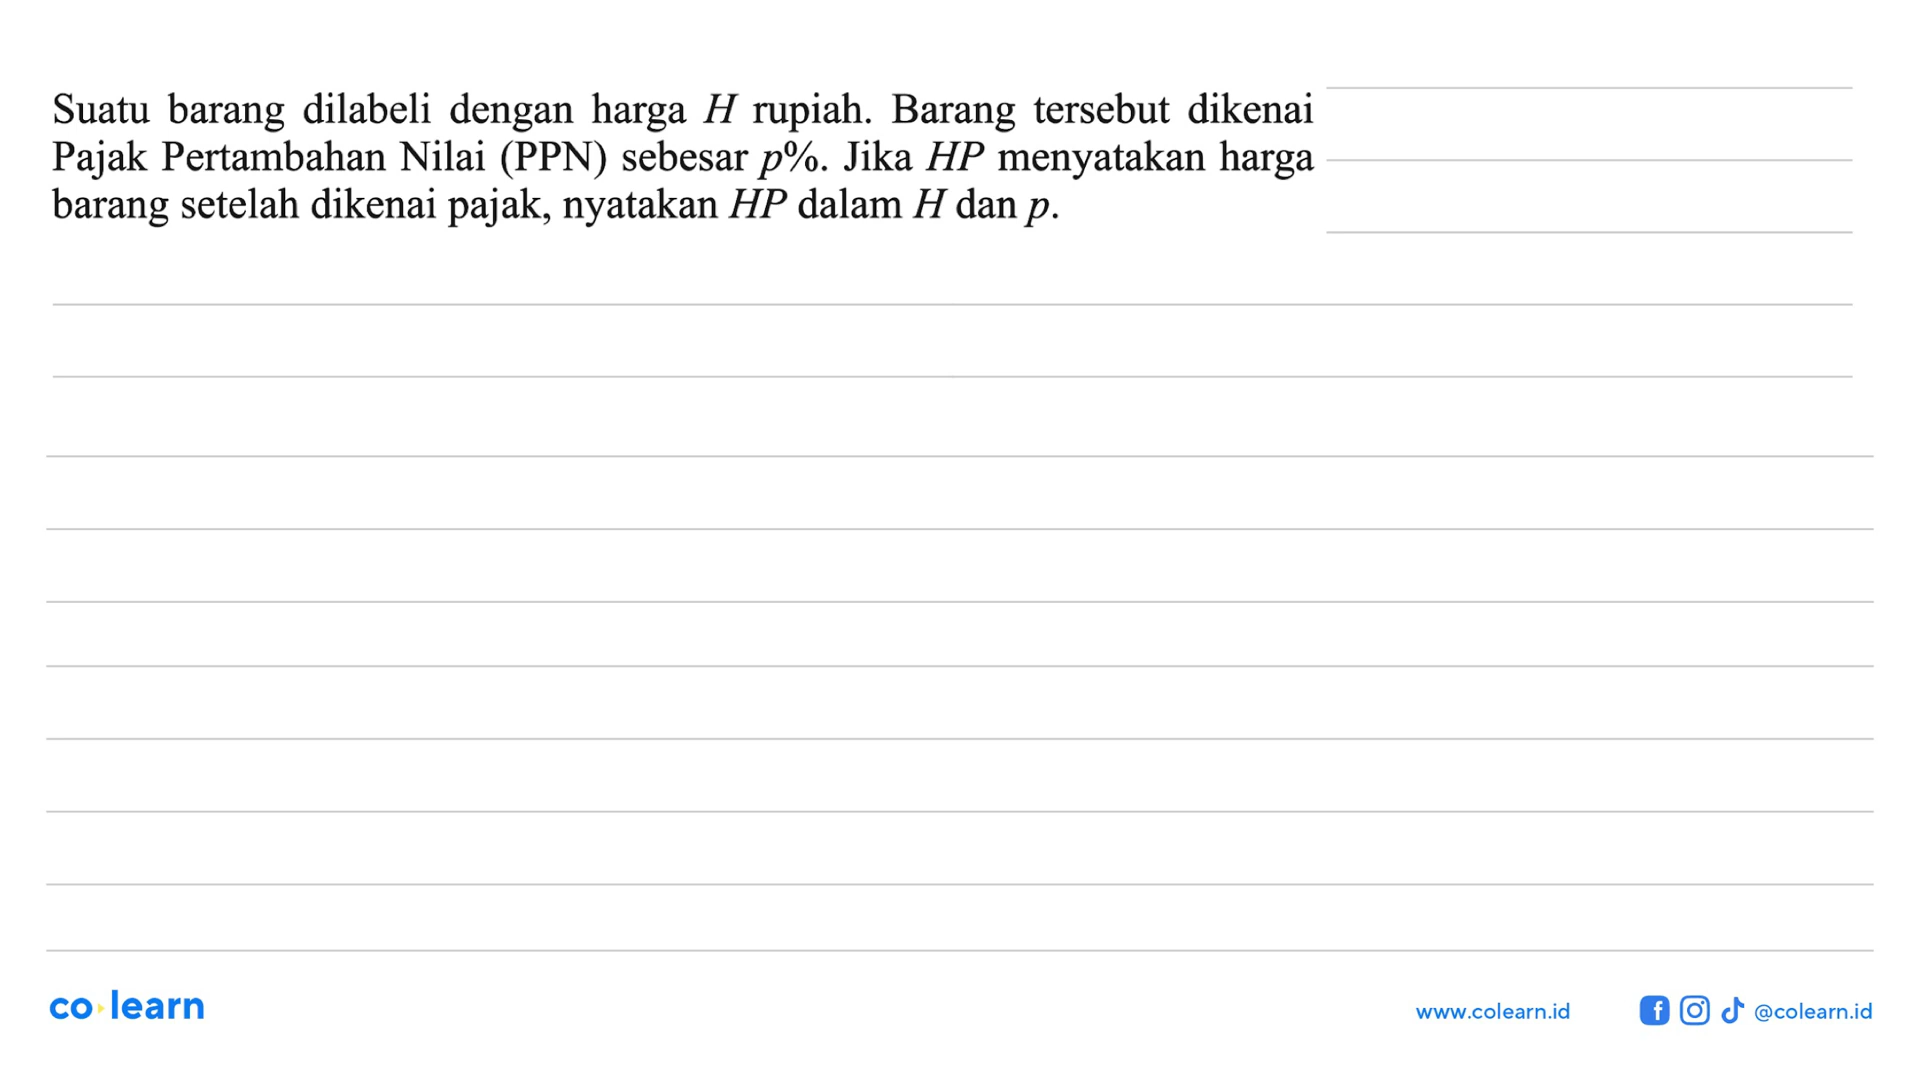 Suatu barang dilabeli dengan harga H rupiah. Barang tersebut dikenai
Pajak Pertambahan Nilai (PPN) sebesar p%. Jika HP menyatakan harga
barang setelah dikenai pajak, nyatakan HP dalam H dan p.
co learn
www.colearn.id
@colearn.id